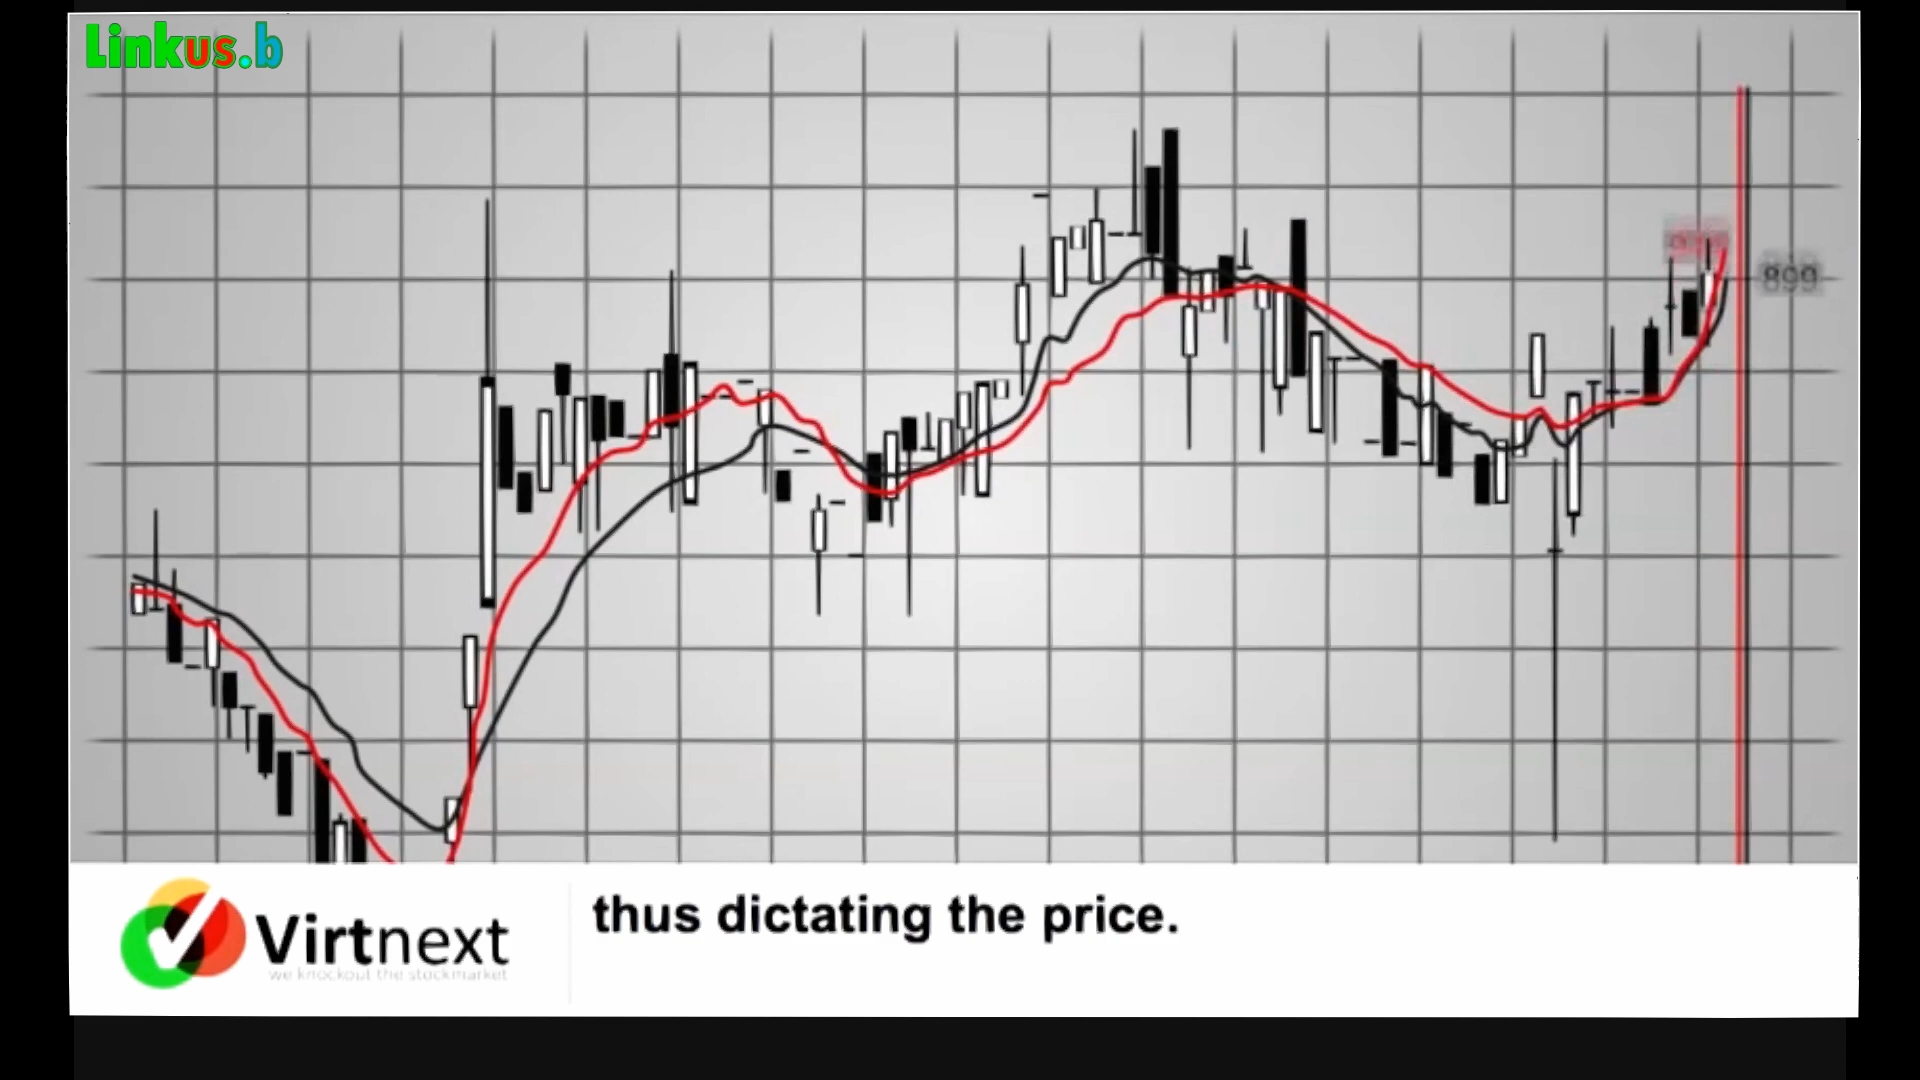 Linkus.b
899
Virtnext
we knockout the stockmarket
thus dictating the price.